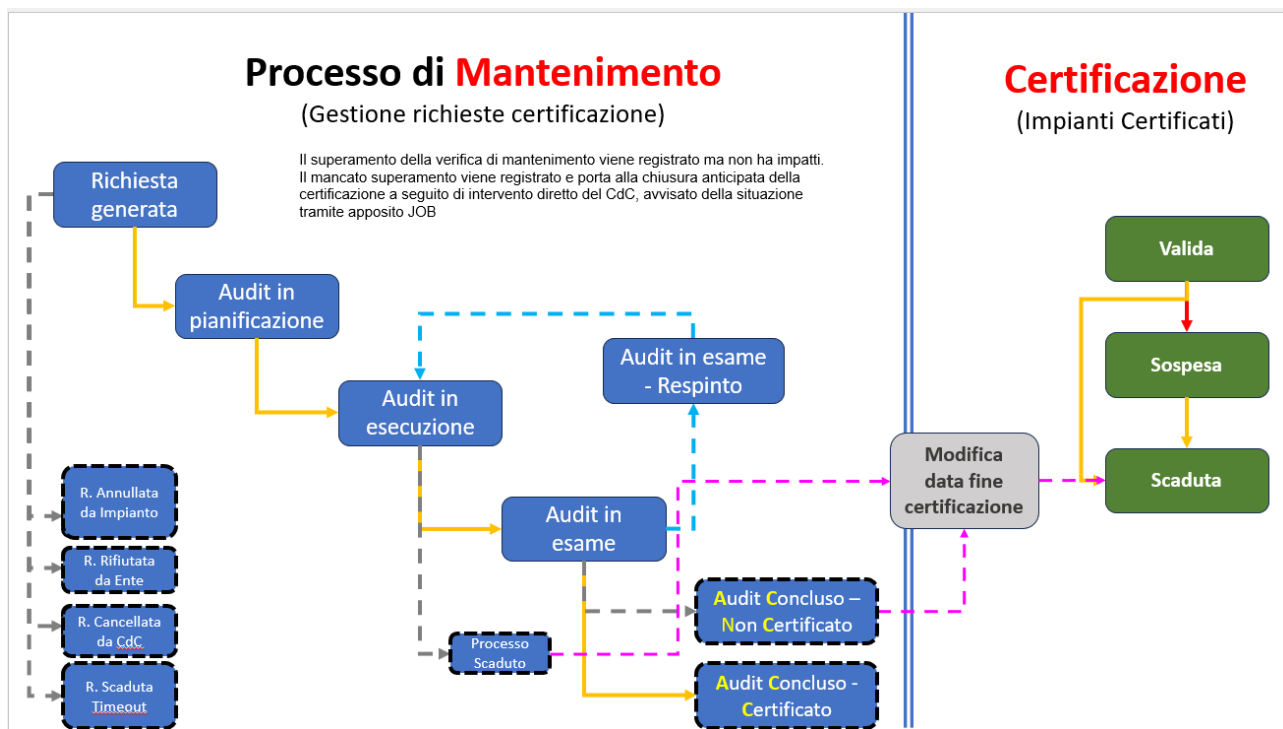 Processo di Mantenimento
(Gestione richieste certificazione)
Certificazione
(Impianti Certificati)
Il superamento della verifica di mantenimento viene registrato ma non ha impatti.
Il mancato superamento viene registrato e porta alla chiusura anticipata della
certificazione a seguito di intervento diretto del CdC, avvisato della situazione
tramite apposito JOB
Richiesta
generata
Audit in
pianificazione
Audit in
esecuzione
Audit in esame
- Respinto
Audit in
esame
R. Annullata
da Impianto
R. Rifiutata
da Ente
R. Cancellata
da CdC
R. Scaduta
Timeout
Processo
Scaduto
Audit Concluso –
Non Certificato
Audit Concluso -
Certificato
Modifica
data fine
certificazione
Valida
Sospesa
Scaduta